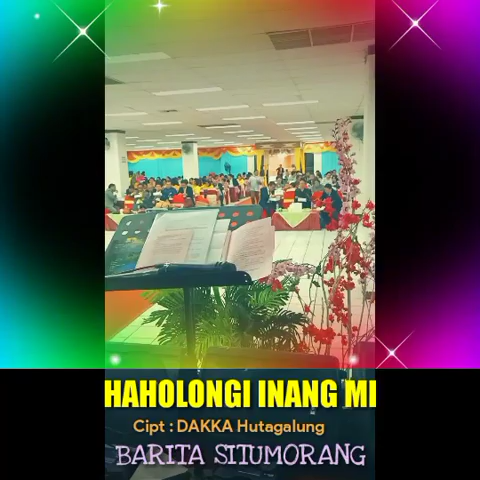 HAHOLONGI INANG MI
Cipt : DAKKA Hutagalung
BARITA SITUMORANG